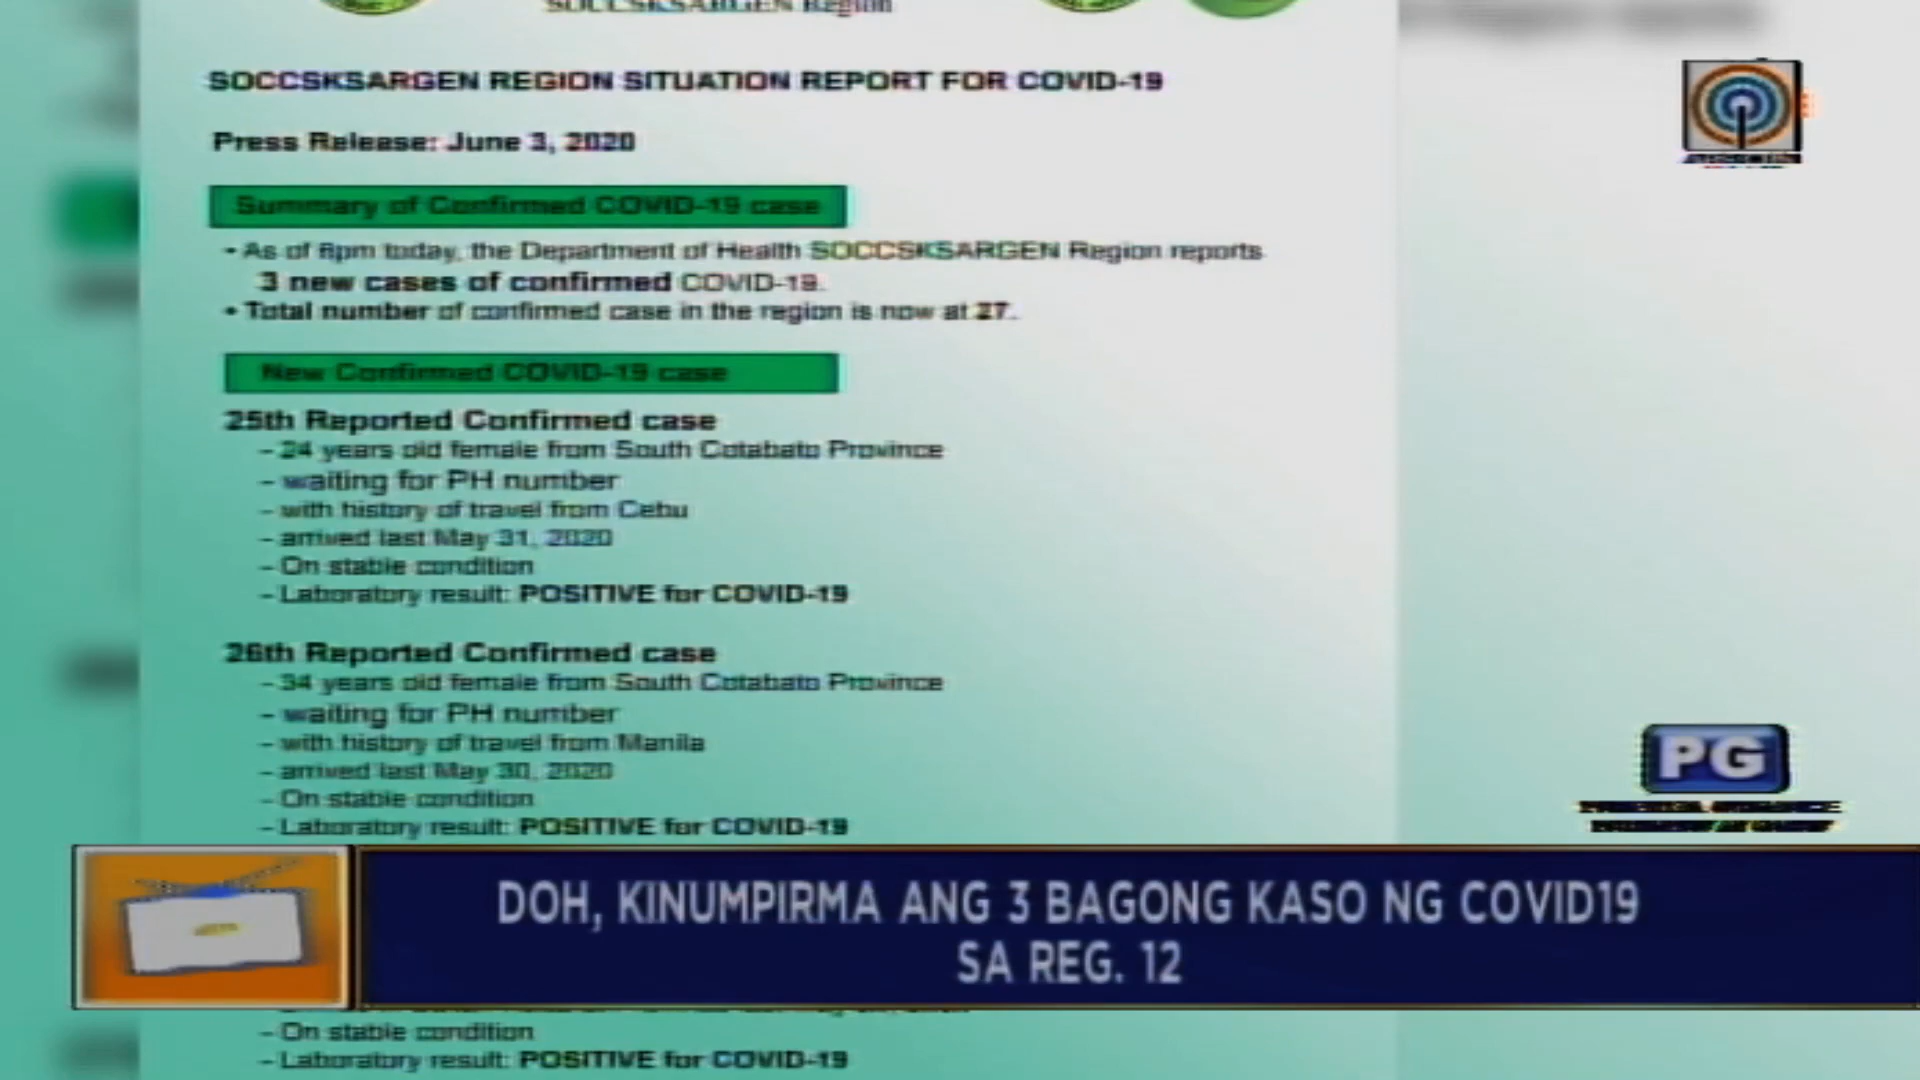 SOCCSKSARGEN Region
SOCCSKSARGEN REGION SITUATION REPORT FOR COVID-19
Press Release: June 3, 2020
Summary of Confirmed COVID-19 case
• As of 6pm today, the Department of Health SOCCSKSARGEN Region reports
3 new cases of confirmed COVID-19.
• Total number of confirmed case in the region is now at 27.
New Confirmed COVID-19 case
25th Reported Confirmed case
- 24 years old female from South Cotabato Province
- waiting for PH number
- with history of travel from Cebu
- arrived last May 31, 2020
- On stable condition
- Laboratory result: POSITIVE for COVID-19
26th Reported Confirmed case
- 34 years old female from South Cotabato Province
- waiting for PH number
- with history of travel from Manila
- arrived last May 30, 2020
- On stable condition
- Laboratory result: POSITIVE for COVID-19
- On stable condition
- Laboratory result: POSITIVE for COVID-19
ABS-CBN
PG
DOH, KINUMPIRMA ANG 3 BAGONG KASO NG COVID19
SA REG. 12